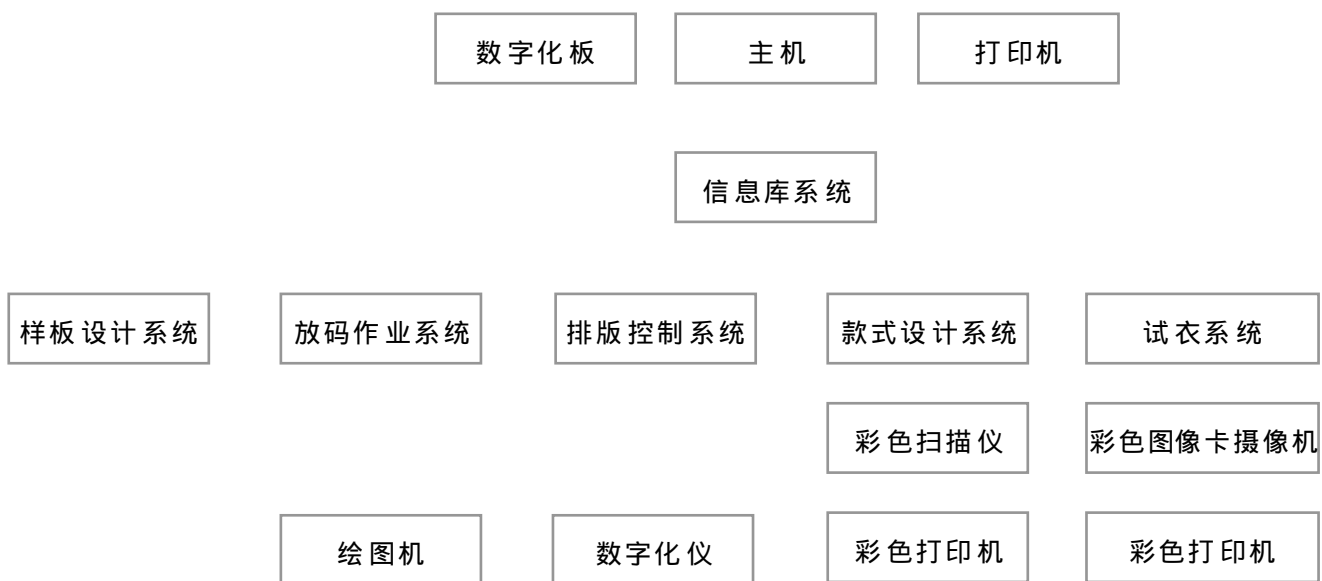 数字化板 主机 打印机
信息库系统
样板设计系统 放码作业系统 排版控制系统 款式设计系统 试衣系统
彩色扫描仪 彩色图像卡摄像机
绘图机 数字化仪 彩色打印机 彩色打印机